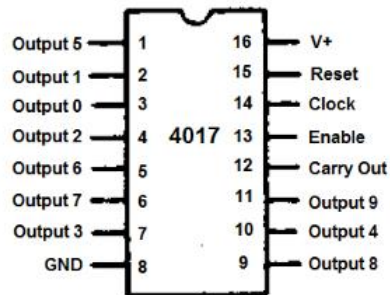 Output 5 1 16 V+
Output 1 2 15 Reset
Output 0 3 14 Clock
Output 2 4 4017 13 Enable
Output 6 5 12 Carry Out
Output 7 6 11 Output 9
Output 3 7 10 Output 4
GND 8 9 Output 8